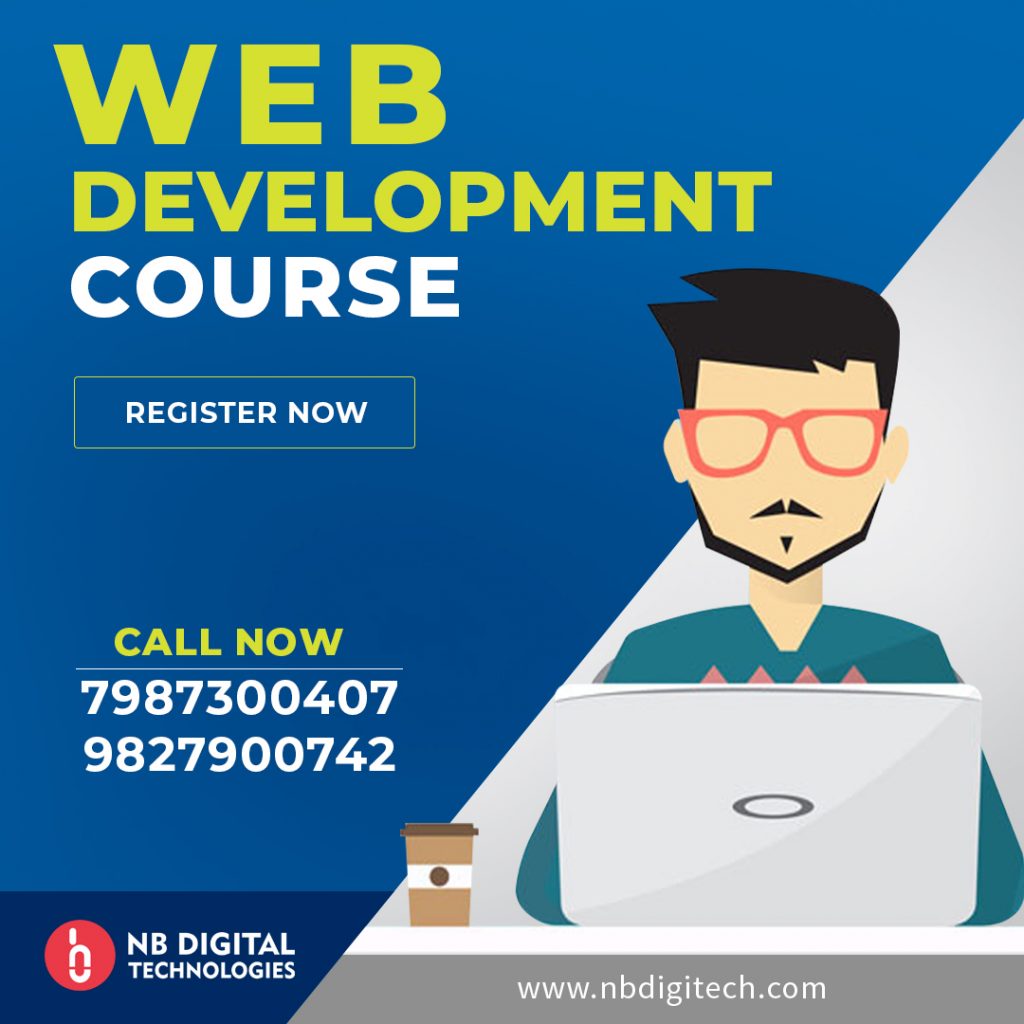 WEB
DEVELOPMENT
COURSE
REGISTER NOW
CALL NOW
7987300407
9827900742
NB DIGITAL
TECHNOLOGIES
www.nbdigitech.com